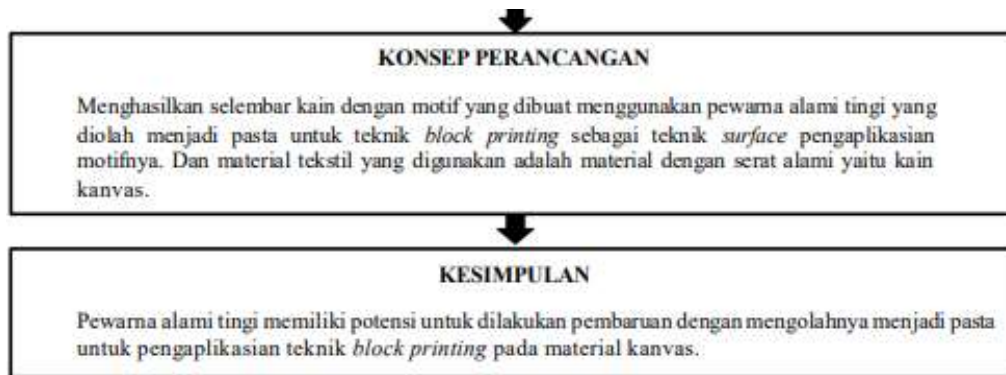 KONSEP PERANCANGAN
Menghasilkan selembar kain dengan motif yang dibuat menggunakan pewarna alami tingi yang
diolah menjadi pasta untuk teknik block printing sebagai teknik surface pengaplikasian
motifnya. Dan material tekstil yang digunakan adalah material dengan serat alami yaitu kain
kanvas.
KESIMPULAN
Pewarna alami tingi memiliki potensi untuk dilakukan pembaruan dengan mengolahnya menjadi pasta
untuk pengaplikasian teknik block printing pada material kanvas.